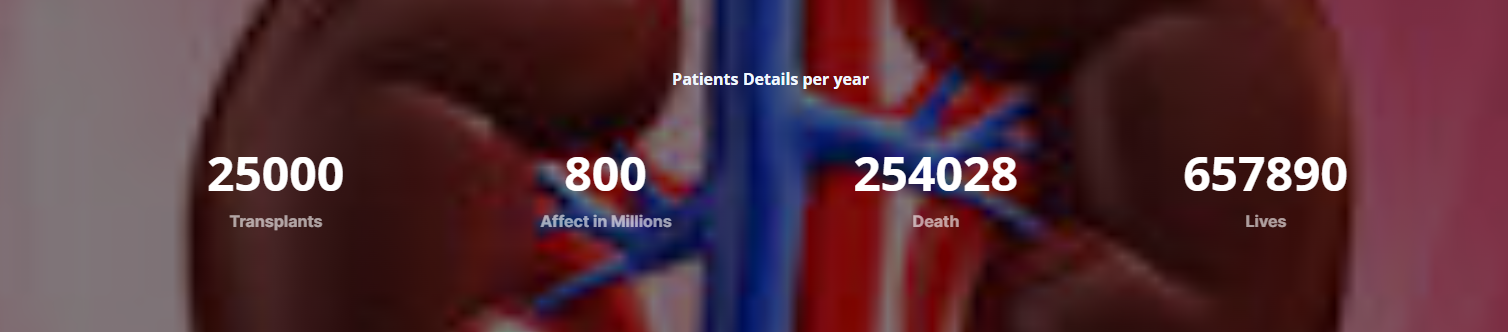 Patients Details per year
25000 800 254028 657890
Transplants Affect in Millions Death Lives